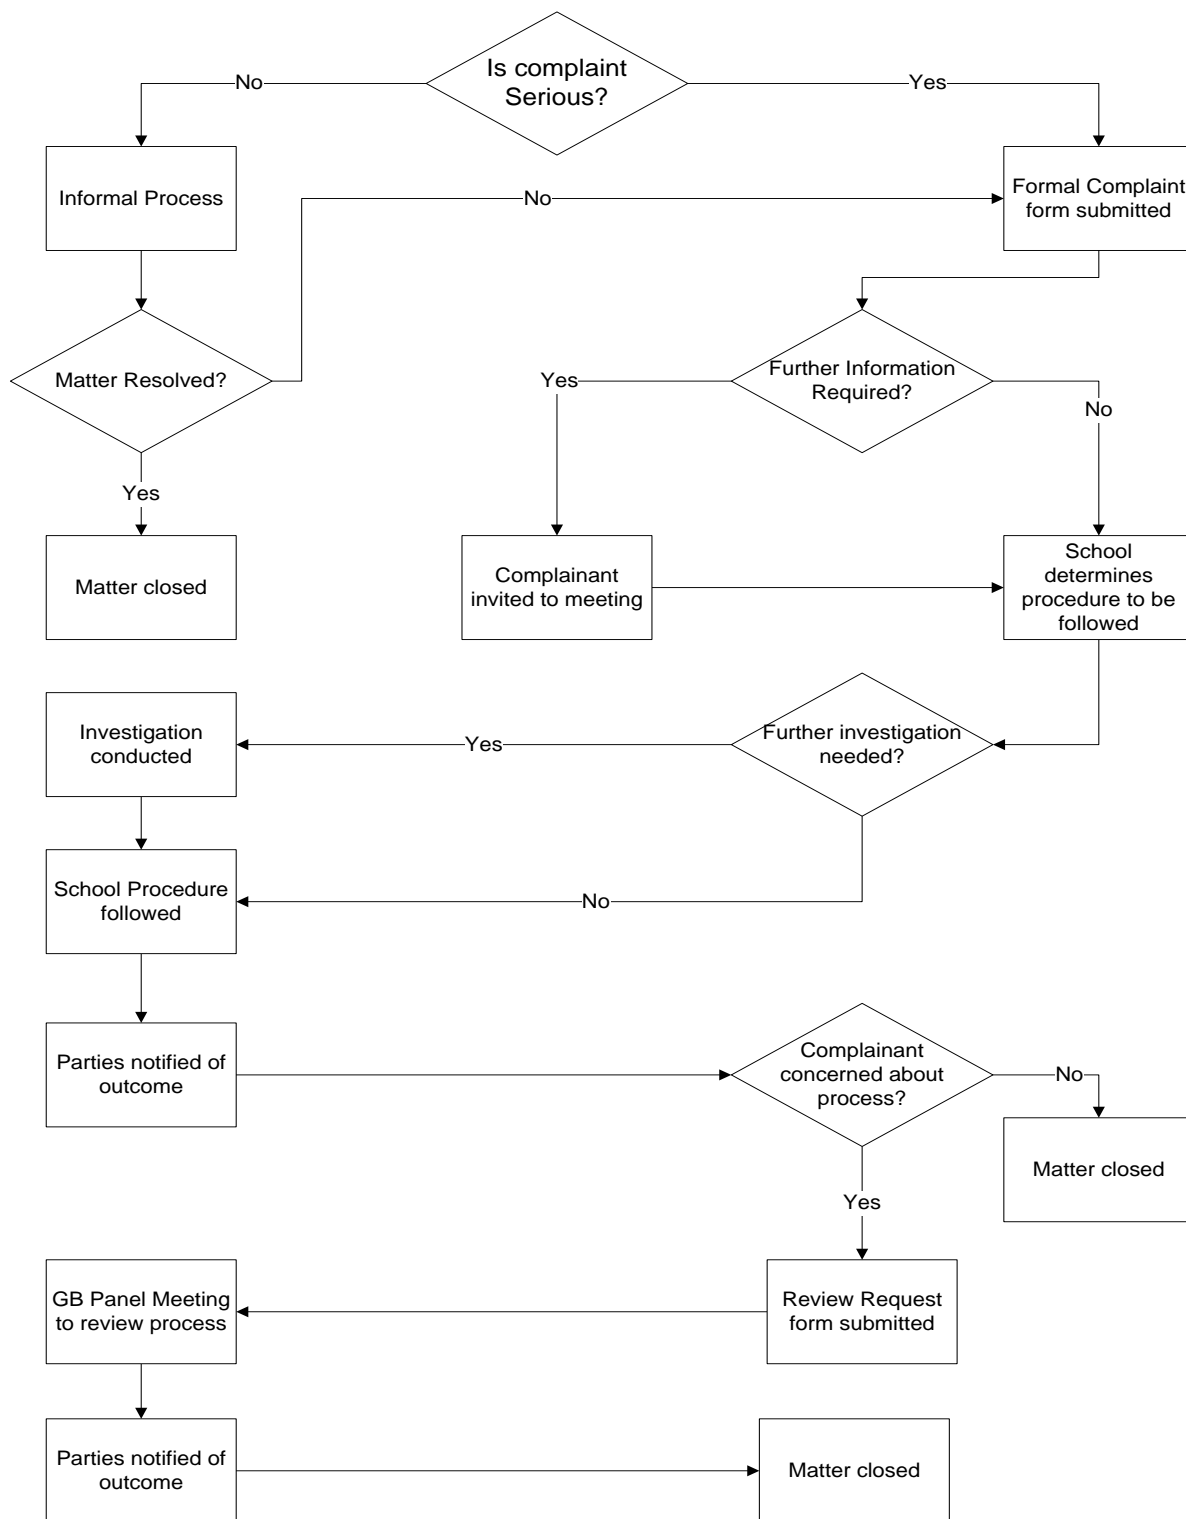 Is complaint
Serious?
No
Yes
Informal Process
Formal Complaint
form submitted
No
Matter Resolved?
Further Information
Required?
Yes
No
Yes
Matter closed
Complainant
invited to meeting
School
determines
procedure to be
followed
Investigation
conducted
Yes
Further investigation
needed?
School Procedure
followed
No
Parties notified of
outcome
Complainant
concerned about
process?
No
Matter closed
Yes
GB Panel Meeting
to review process
Review Request
form submitted
Parties notified of
outcome
Matter closed